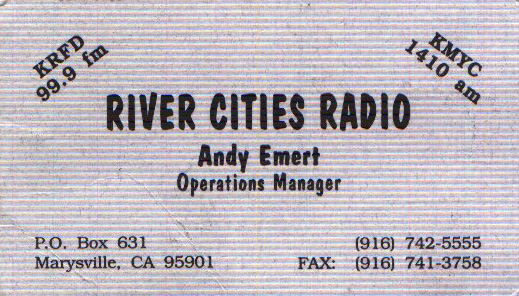 KRFD
99.9 fm
KMYC
1410 am
RIVER CITIES RADIO
Andy Emert
Operations Manager
P.O. Box 631
Marysville, CA 95901
(916) 742-5555
FAX: (916) 741-3758